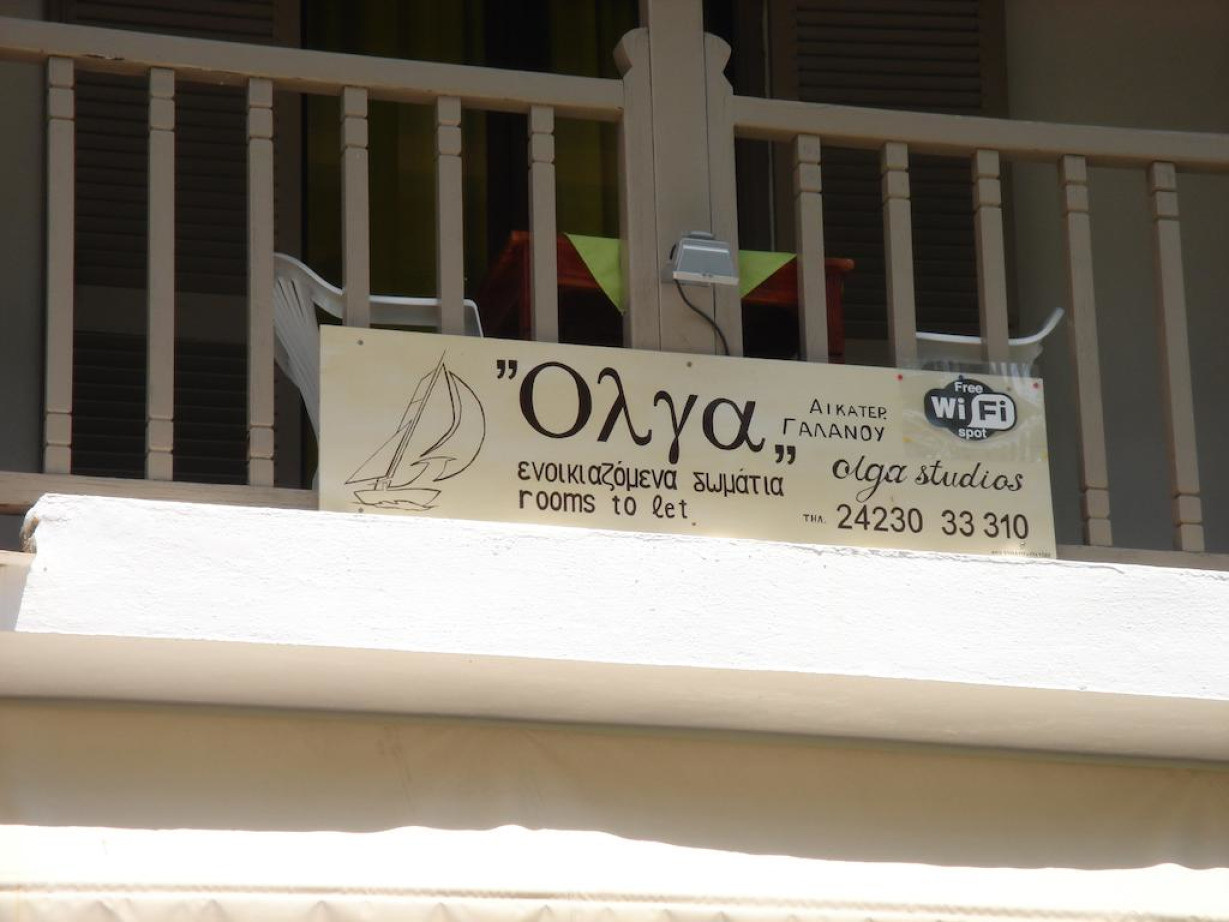 "Ολγα„
ΑΙΚΑΤΕΡ.
ΓΑΛΑΝΟΥ
Free
WiFi
spot
ενοικιαζόμενα δωμάτια
olga studios
rooms to let
ΤΗΛ. 24230 33 310